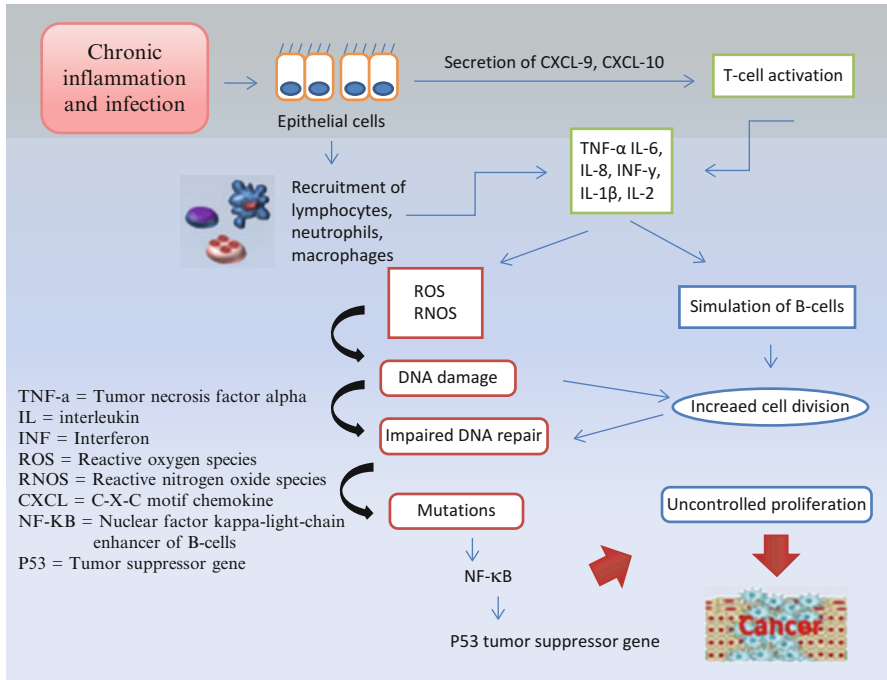 Chronic
inflammation
and infection
Epithelial cells
Secretion of CXCL-9, CXCL-10
T-cell activation
TNF-α IL-6,
IL-8, INF-γ,
IL-1β, IL-2
Recruitment of
lymphocytes,
neutrophils,
macrophages
ROS
RNOS
Simulation of B-cells
DNA damage
Increaed cell division
Impaired DNA repair
Mutations
Uncontrolled proliferation
NF-κB
P53 tumor suppressor gene
Cancer
TNF-a = Tumor necrosis factor alpha
IL = interleukin
INF = Interferon
ROS = Reactive oxygen species
RNOS = Reactive nitrogen oxide species
CXCL = C-X-C motif chemokine
NF-KB = Nuclear factor kappa-light-chain
enhancer of B-cells
P53 = Tumor suppressor gene